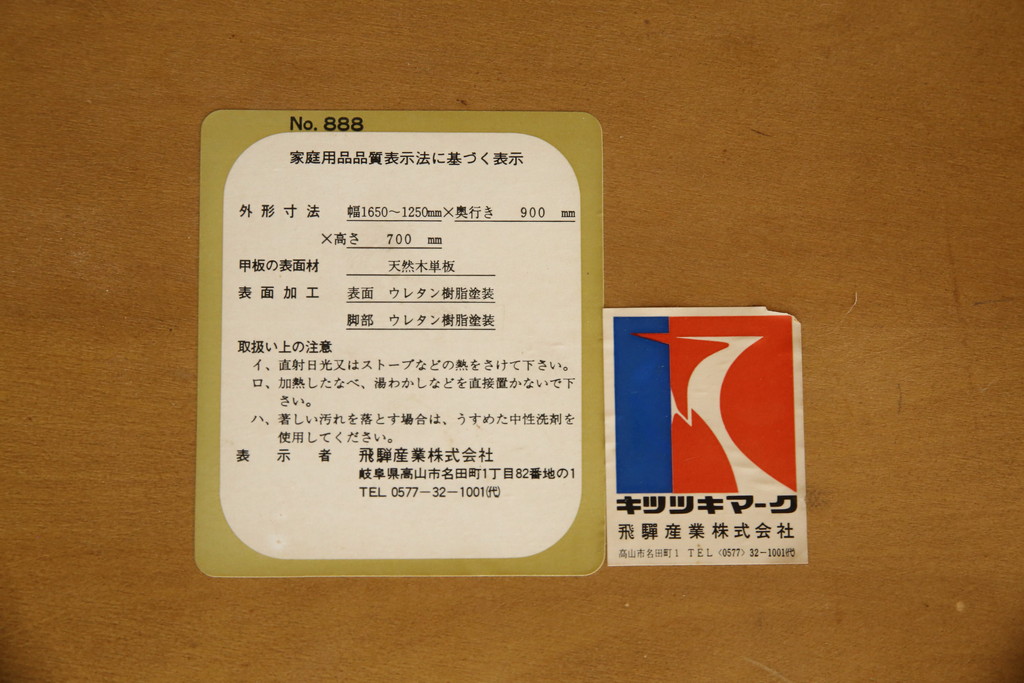 No. 888
家庭用品品質表示法に基づく表示
外形寸法 幅1650～1250mm×奥行き 900 mm
×高さ 700 mm
甲板の表面材 天然木単板
表面加工 表面 ウレタン樹脂塗装
脚部 ウレタン樹脂塗装
取扱い上の注意
イ、直射日光又はストーブなどの熱をさけて下さい。
ロ、加熱したなべ、湯わかしなどを直接置かないで下
さい。
ハ、著しい汚れを落とす場合は、うすめた中性洗剤を
使用してください。
表示者 飛騨産業株式会社
岐阜県高山市名田町1丁目82番地の1
TEL 0577－32－1001㈹
キツツキマーク
飛騨産業株式会社
高山市名田町1 TEL〈0577〉32－1001㈹